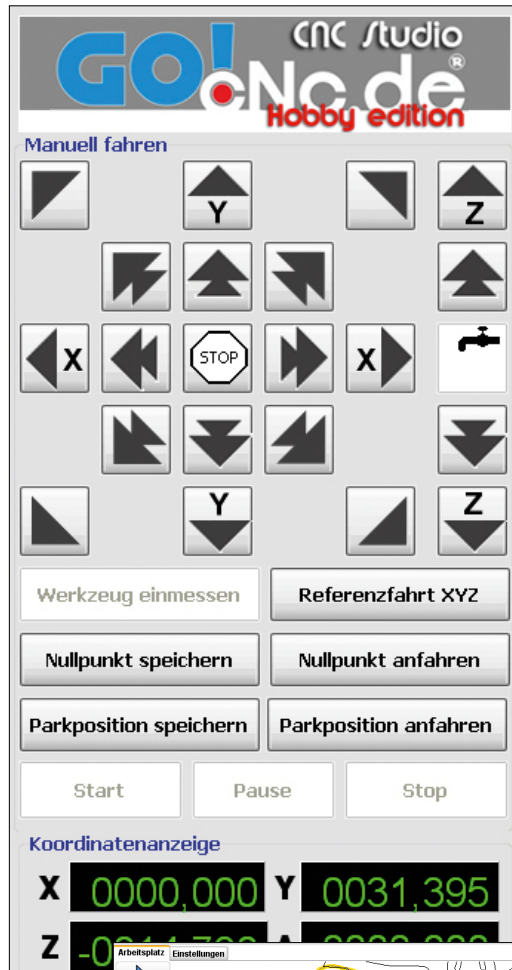 CNC Studio
GO!cNc.de®
Hobby edition
Manuell fahren
Y Z
X STOP X
Y Z
Werkzeug einmessen Referenzfahrt XYZ
Nullpunkt speichern Nullpunkt anfahren
Parkposition speichern Parkposition anfahren
Start Pause Stop
Koordinatenanzeige
X 0000,000 Y 0031,395
Z
Arbeitsplatz Einstellungen